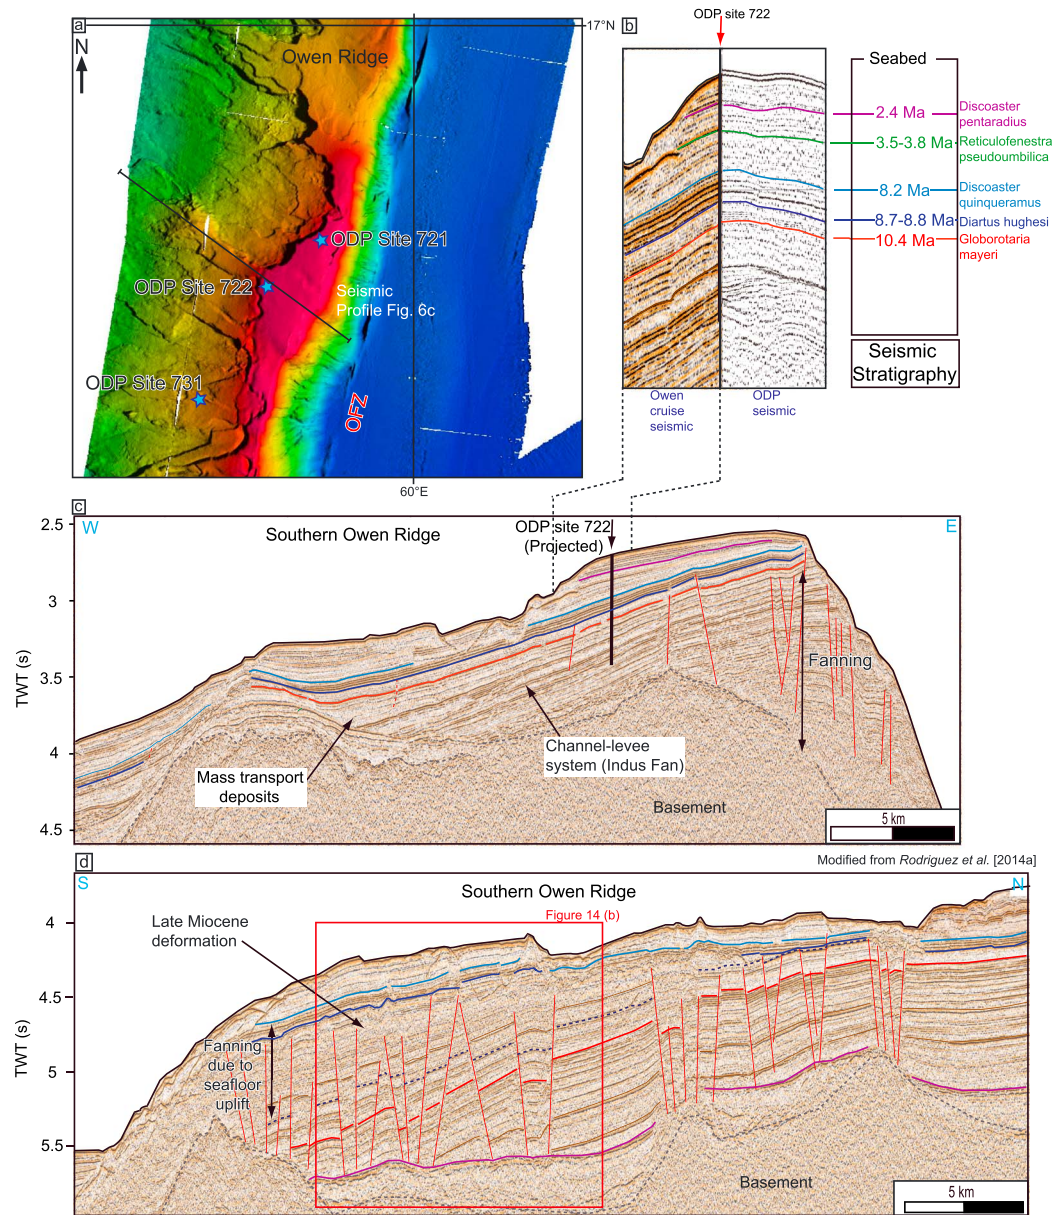 a
N
Owen Ridge
17°N
ODP Site 721
ODP Site 722
Seismic
Profile Fig. 6c
ODP Site 731
OFZ
60°E
ODP site 722
b
Seabed
2.4 Ma
Discoaster
pentaradius
3.5-3.8 Ma
Reticulofenestra
pseudoumbilica
8.2 Ma
Discoaster
quinqueramus
8.7-8.8 Ma
Diartus hughesi
10.4 Ma
Globorotaria
mayeri
Seismic
Stratigraphy
Owen
cruise
seismic
ODP
seismic
c
W
Southern Owen Ridge
ODP site 722
(Projected)
E
2.5
3
3.5
4
4.5
TWT (s)
Fanning
Mass transport
deposits
Channel-levee
system (Indus Fan)
Basement
5 km
Modified from Rodriguez et al. [2014a]
d
S
Southern Owen Ridge
N
Figure 14 (b)
Late Miocene
deformation
4
4.5
5
5.5
TWT (s)
Fanning
due to
seafloor
uplift
Basement
5 km